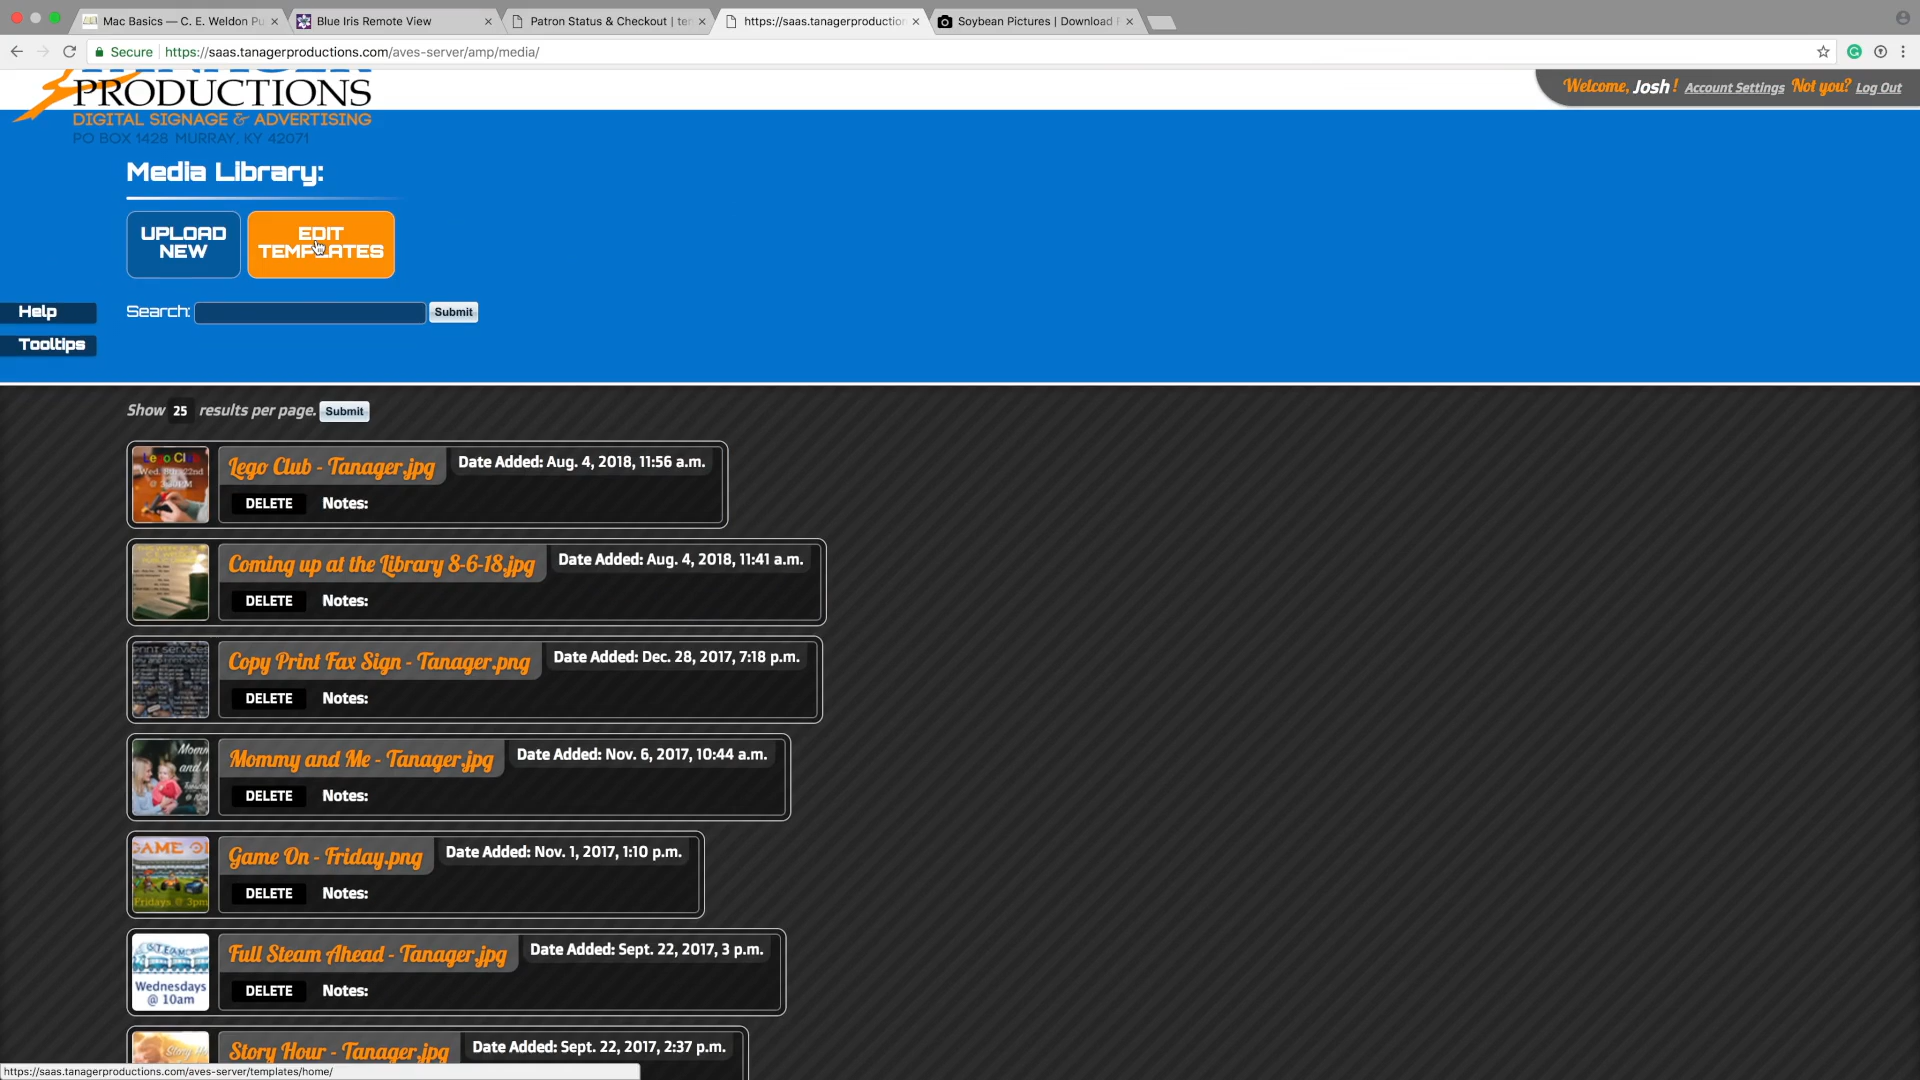 Mac Basics — C. E. Weldon Pu
Blue Iris Remote View
Patron Status & Checkout | ter
https://saas.tanagerproduction
Soybean Pictures | Download F
Secure
https://saas.tanagerproductions.com/aves-server/amp/media/
PRODUCTIONS
DIGITAL SIGNAGE & ADVERTISING
PO BOX 1428 MURRAY, KY 42071
Welcome, Josh ! Account Settings Not you? Log Out
Media Library:
UPLOAD
NEW
EDIT
TEMPLATES
Help
Search:
Submit
Tooltips
Show 25 results per page. Submit
Lego Club - Tanager.jpg
Date Added: Aug. 4, 2018, 11:56 a.m.
DELETE
Notes:
Coming up at the Library 8-6-18.jpg
Date Added: Aug. 4, 2018, 11:41 a.m.
DELETE
Notes:
Copy Print Fax Sign - Tanager.png
Date Added: Dec. 28, 2017, 7:18 p.m.
DELETE
Notes:
Mommy and Me - Tanager.jpg
Date Added: Nov. 6, 2017, 10:44 a.m.
DELETE
Notes:
GAME
Fridays @ 3pm
Game On - Friday.png
Date Added: Nov. 1, 2017, 1:10 p.m.
DELETE
Notes:
STEAM
Wednesdays
@ 10am
Full Steam Ahead - Tanager.jpg
Date Added: Sept. 22, 2017, 3 p.m.
DELETE
Notes:
Story Hour - Tanager.jpg
Date Added: Sept. 22, 2017, 2:37 p.m.
https://saas.tanagerproductions.com/aves-server/templates/home/